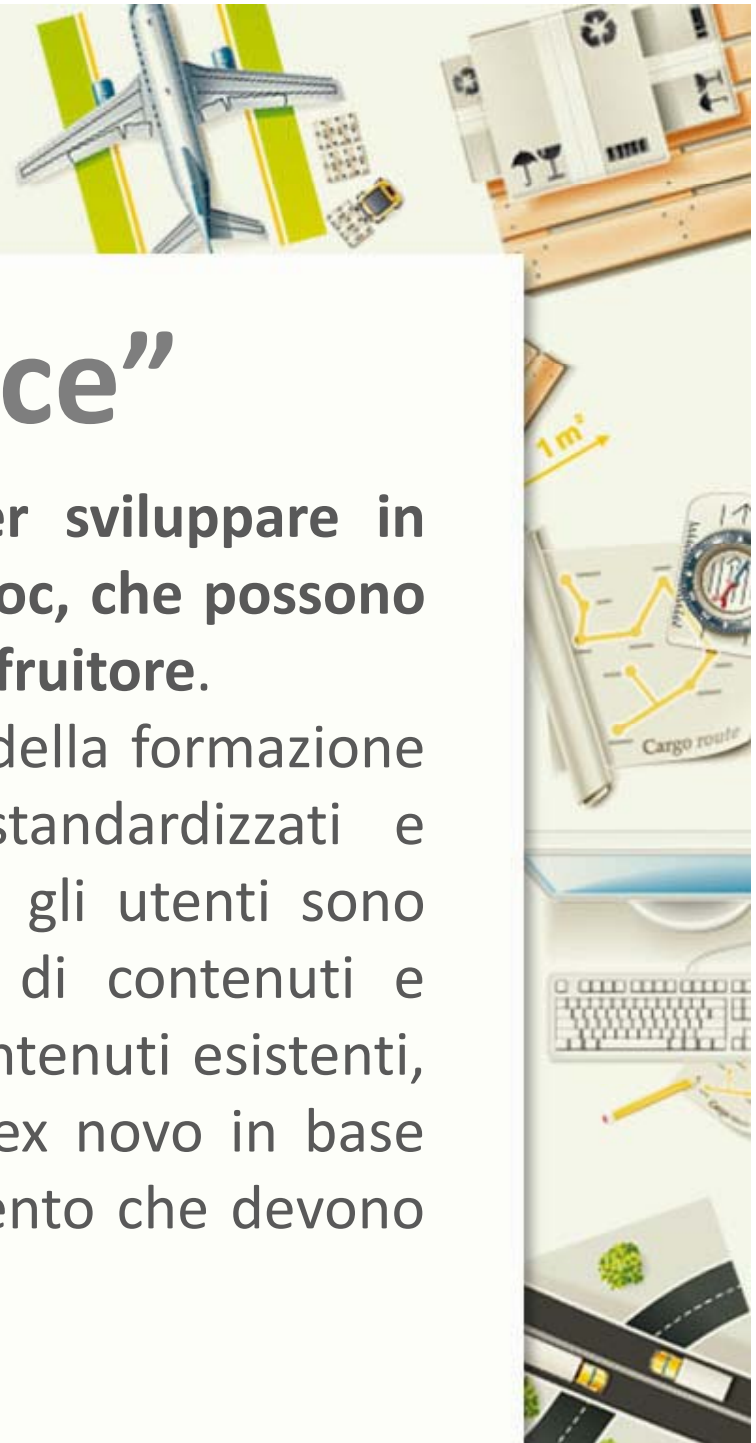 ce”
er sviluppare in
oc, che possono
fruitore.
della formazione
standardizzati e
gli utenti sono
di contenuti e
ntenuti esistenti,
ex novo in base
ento che devono
1 m²
Cargo route